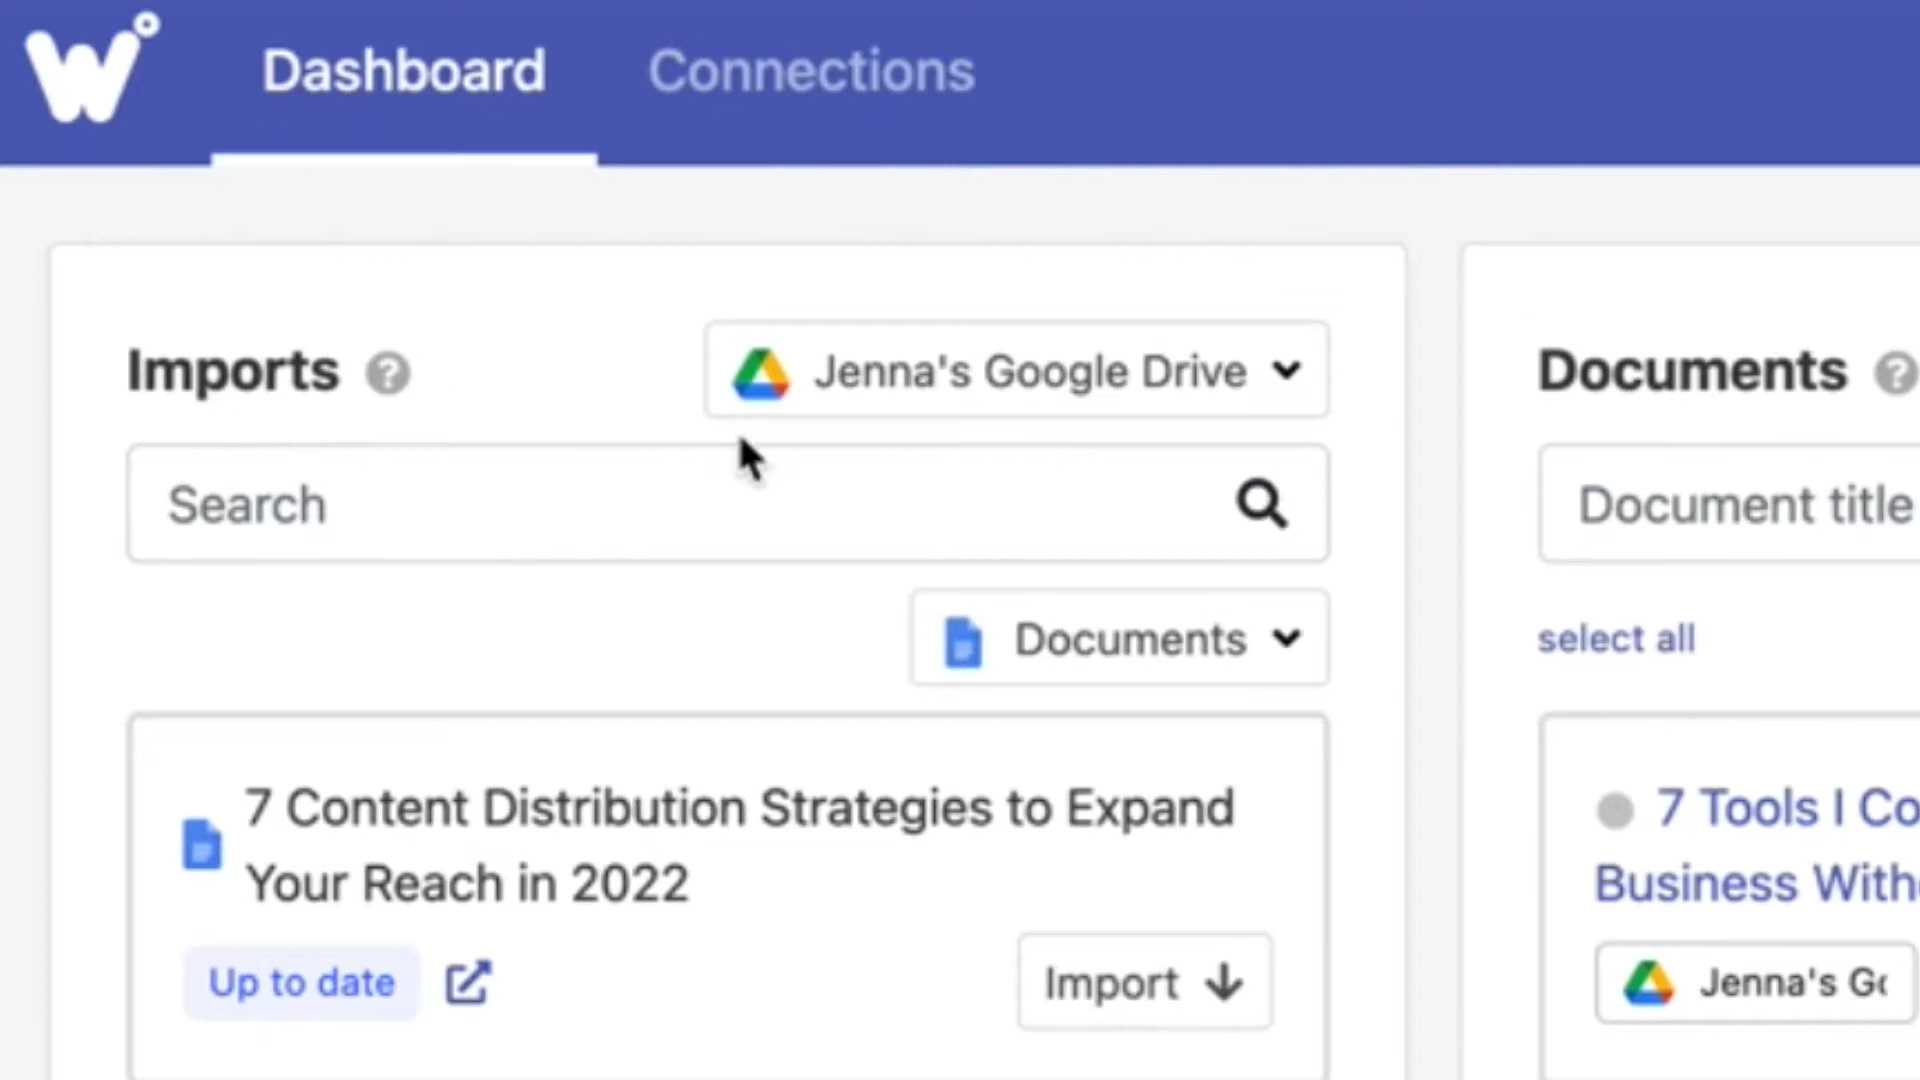 W
Dashboard
Connections
Imports ?
Jenna's Google Drive
Search
Documents
7 Content Distribution Strategies to Expand
Your Reach in 2022
Up to date
Import
Documents ?
Document title
select all
7 Tools I
Business
Jenna's